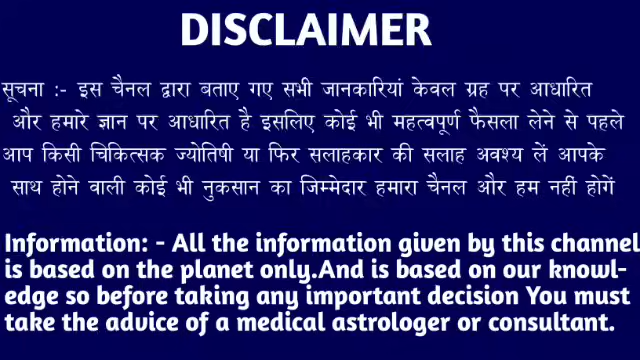 DISCLAIMER
सूचना :- इस चैनल द्वारा बताए गए सभी जानकारियां केवल ग्रह पर आधारित
और हमारे ज्ञान पर आधारित है इसलिए कोई भी महत्वपूर्ण फैसला लेने से पहले
आप किसी चिकित्सक ज्योतिषी या फिर सलाहकार की सलाह अवश्य लें आपके
साथ होने वाली कोई भी नुकसान का जिम्मेदार हमारा चैनल और हम नहीं होगें
Information: - All the information given by this channel
is based on the planet only.And is based on our knowl-
edge so before taking any important decision You must
take the advice of a medical astrologer or consultant.